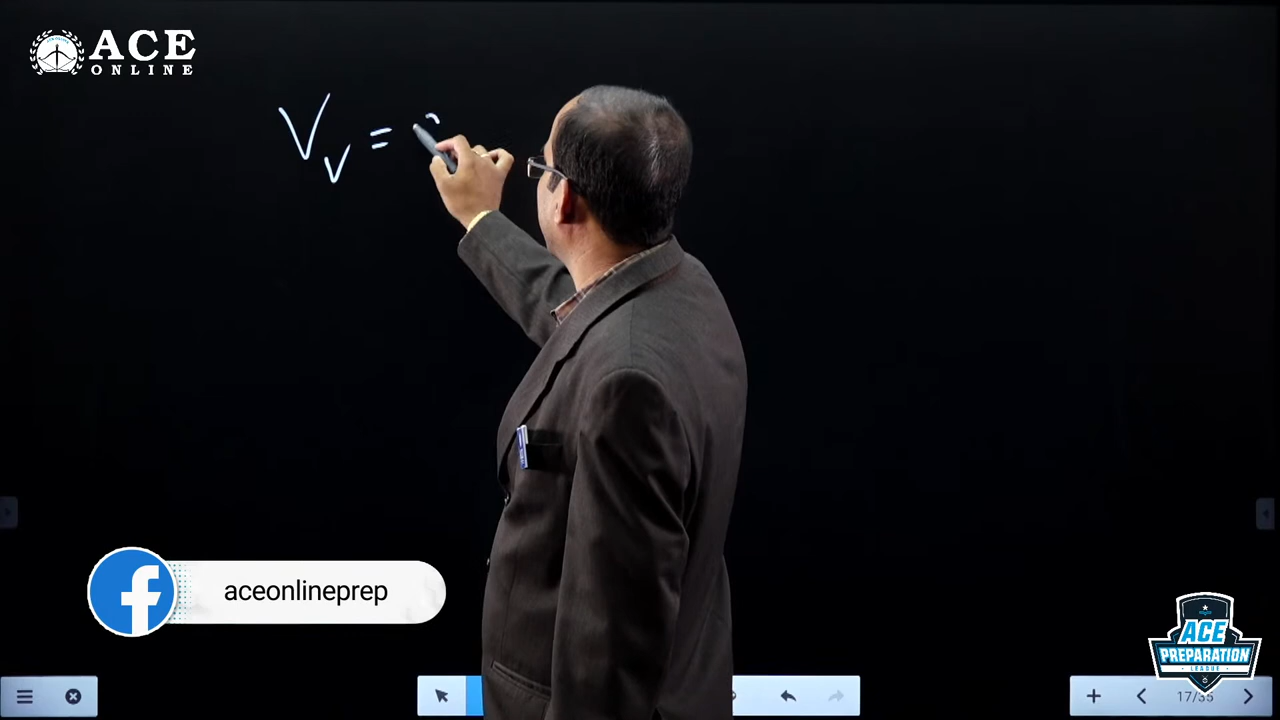 ACE
ONLINE
V_v =
aceonlineprep
17/35
ACE
PREPARATION
LEAGUE